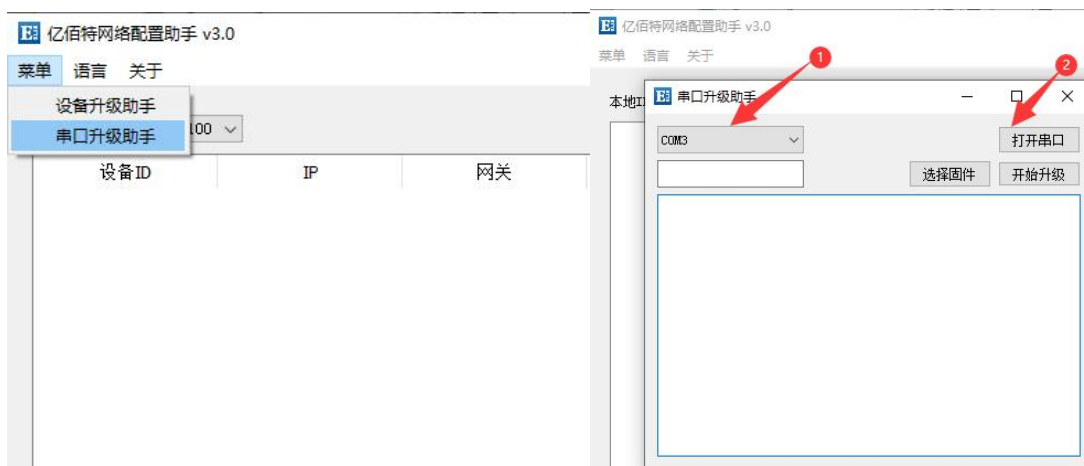 亿佰特网络配置助手 v3.0
菜单 语言 关于
设备升级助手
串口升级助手
100
设备ID IP 网关
亿佰特网络配置助手 v3.0
菜单 语言 关于
1
2
本地I
串口升级助手
COM3
打开串口
选择固件 开始升级